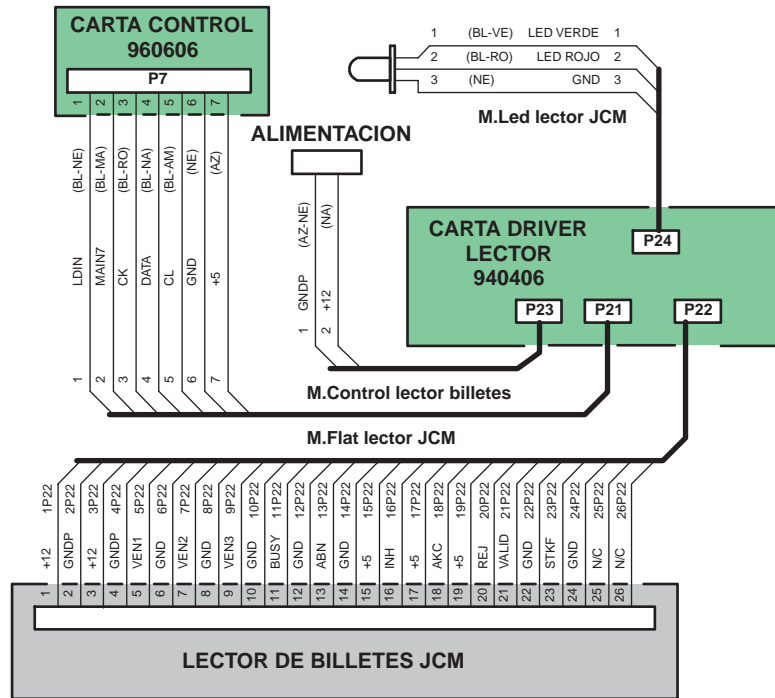 CARTA CONTROL
960606
P7
1 2 3 4 5 6 7
(BL-NE) (BL-MA) (BL-RO) (BL-NA) (BL-AM) (NE) (AZ)
LDIN MAIN7 CK DATA CL GND +5
1 2 3 4 5 6 7
1 (BL-VE) LED VERDE 1
2 (BL-RO) LED ROJO 2
3 (NE) GND 3
M.Led lector JCM
ALIMENTACION
(AZ-NE) (NA)
GNDP +12
1 2
CARTA DRIVER
LECTOR
940406
P24
P23 P21 P22
M.Control lector billetes
M.Flat lector JCM
1P22 2P22 3P22 4P22 5P22 6P22 7P22 8P22 9P22 10P22 11P22 12P22 13P22 14P22 15P22 16P22 17P22 18P22 19P22 20P22 21P22 22P22 23P22 24P22 25P22 26P22
+12 GNDP +12 GNDP VEN1 GND VEN2 GND VEN3 GND BUSY GND ABN GND +5 INH +5 AKC +5 REJ VALID GND STKF GND N/C N/C
1 2 3 4 5 6 7 8 9 10 11 12 13 14 15 16 17 18 19 20 21 22 23 24 25 26
LECTOR DE BILLETES JCM